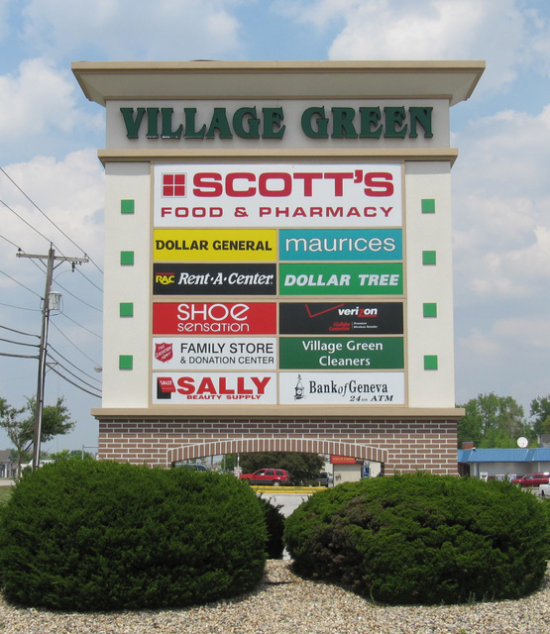 VILLAGE GREEN
SCOTT'S
FOOD & PHARMACY
DOLLAR GENERAL
maurices
RAC Rent-A-Center
DOLLAR TREE
SHOE
sensation
verizon
FAMILY STORE
& DONATION CENTER
Village Green
Cleaners
SALLY
BEAUTY SUPPLY
Bank of Geneva
24 HR ATM